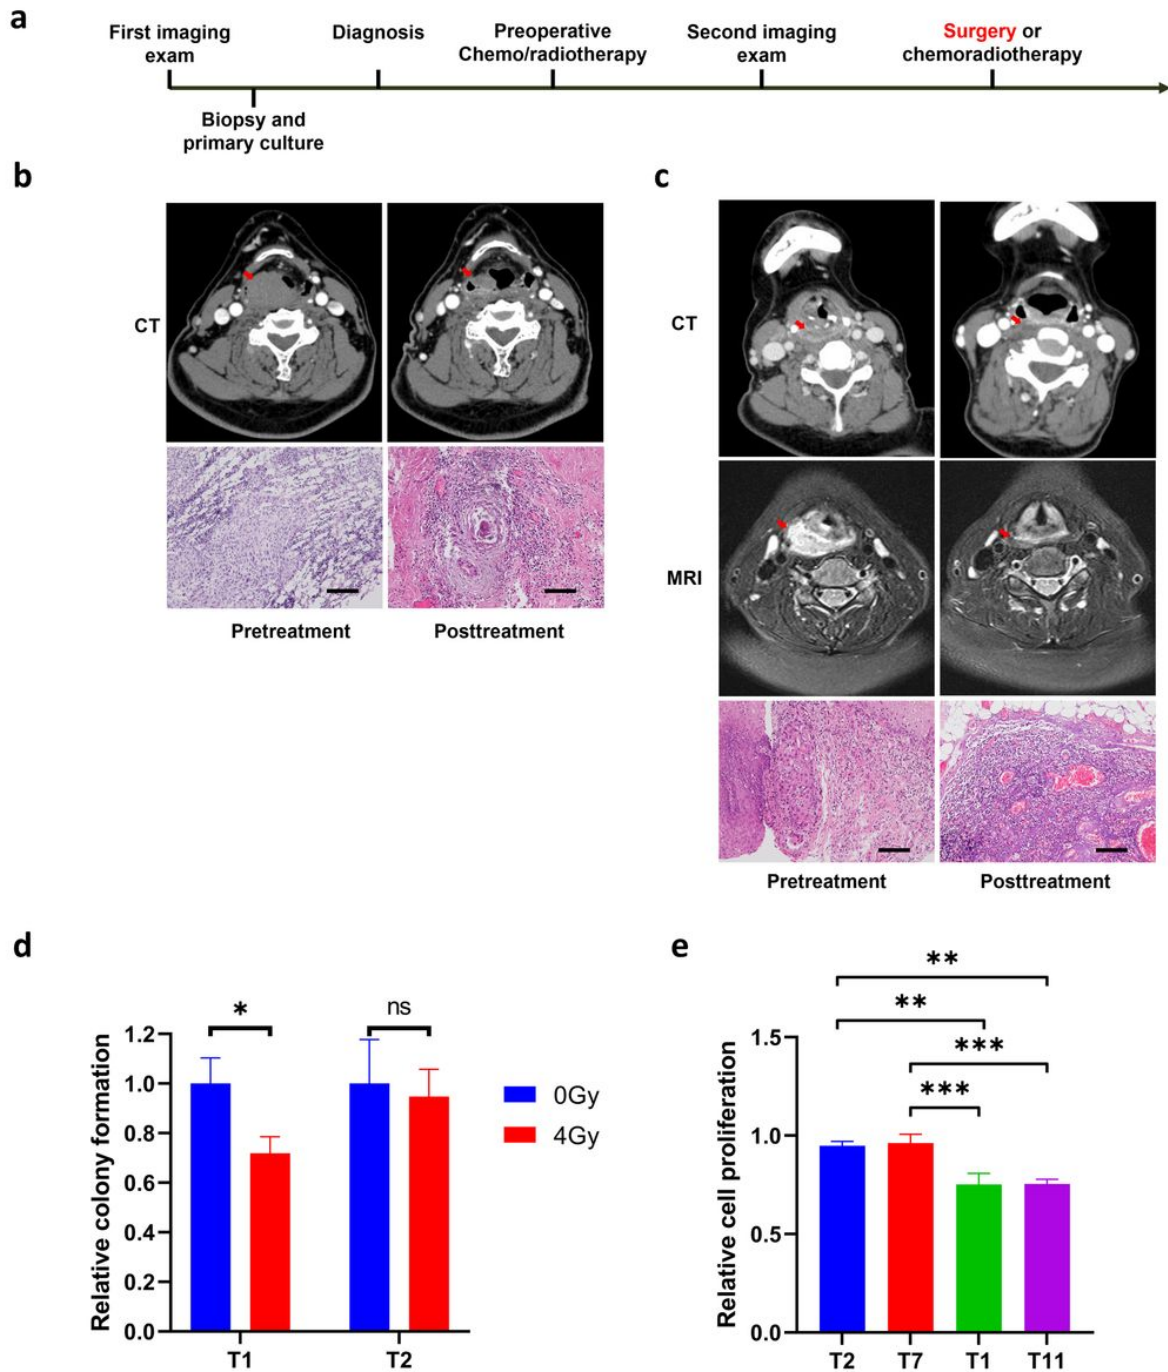 a
First imaging
exam
Diagnosis
Preoperative
Chemo/radiotherapy
Second imaging
exam
Surgery or
chemoradiotherapy
Biopsy and
primary culture
b
CT
Pretreatment
Posttreatment
c
CT
MRI
Pretreatment
Posttreatment
d
Relative colony formation
1.2
1.0
0.8
0.6
0.4
0.2
0.0
*
ns
T1
T2
0Gy
4Gy
e
Relative cell proliferation
1.5
1.0
0.5
0.0
**
**
***
***
T2
T7
T1
T11